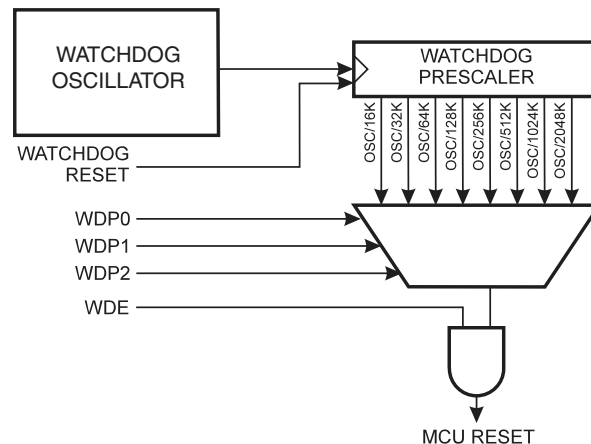 WATCHDOG
OSCILLATOR
WATCHDOG
PRESCALER
OSC/16K
OSC/32K
OSC/64K
OSC/128K
OSC/256K
OSC/512K
OSC/1024K
OSC/2048K
WATCHDOG
RESET
WDP0
WDP1
WDP2
WDE
MCU RESET